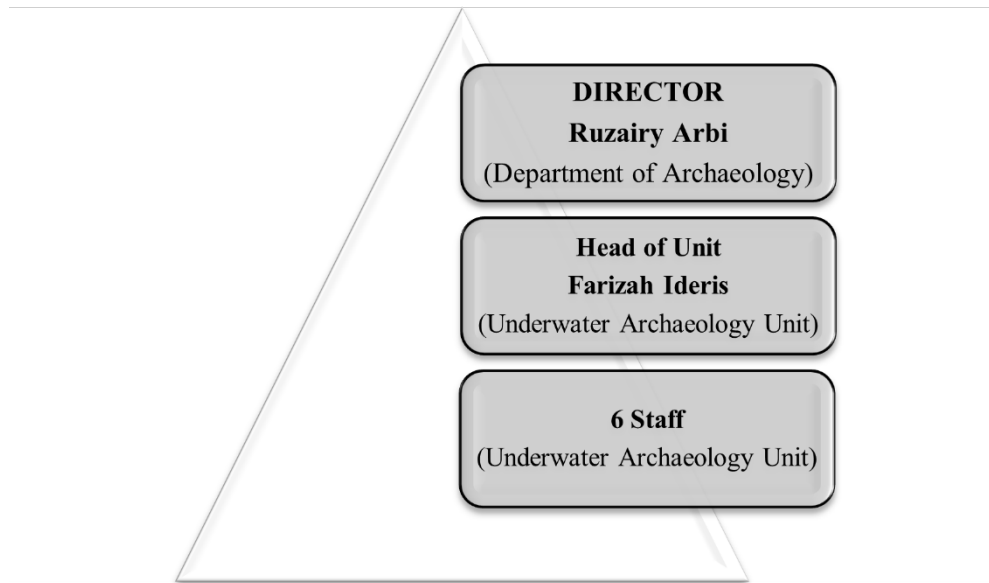 DIRECTOR
Ruzairy Arbi
(Department of Archaeology)
Head of Unit
Farizah Ideris
(Underwater Archaeology Unit)
6 Staff
(Underwater Archaeology Unit)